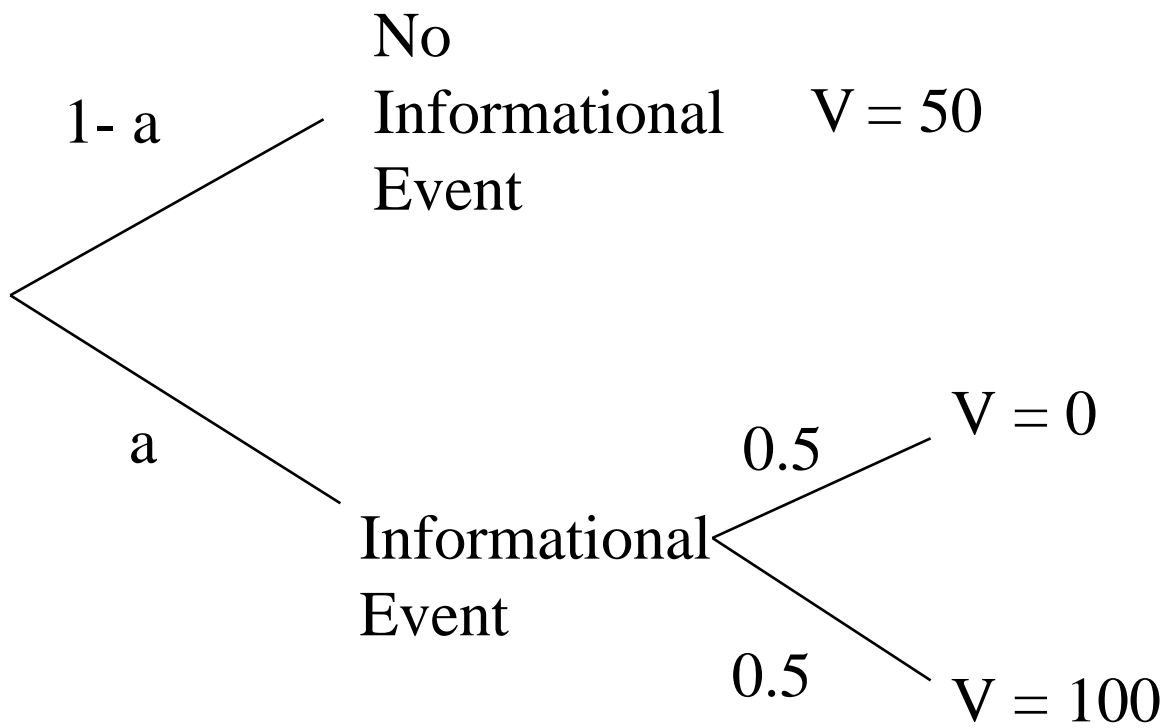 No
Informational
Event
V = 50
1- a
a
Informational
Event
0.5
V = 0
0.5
V = 100